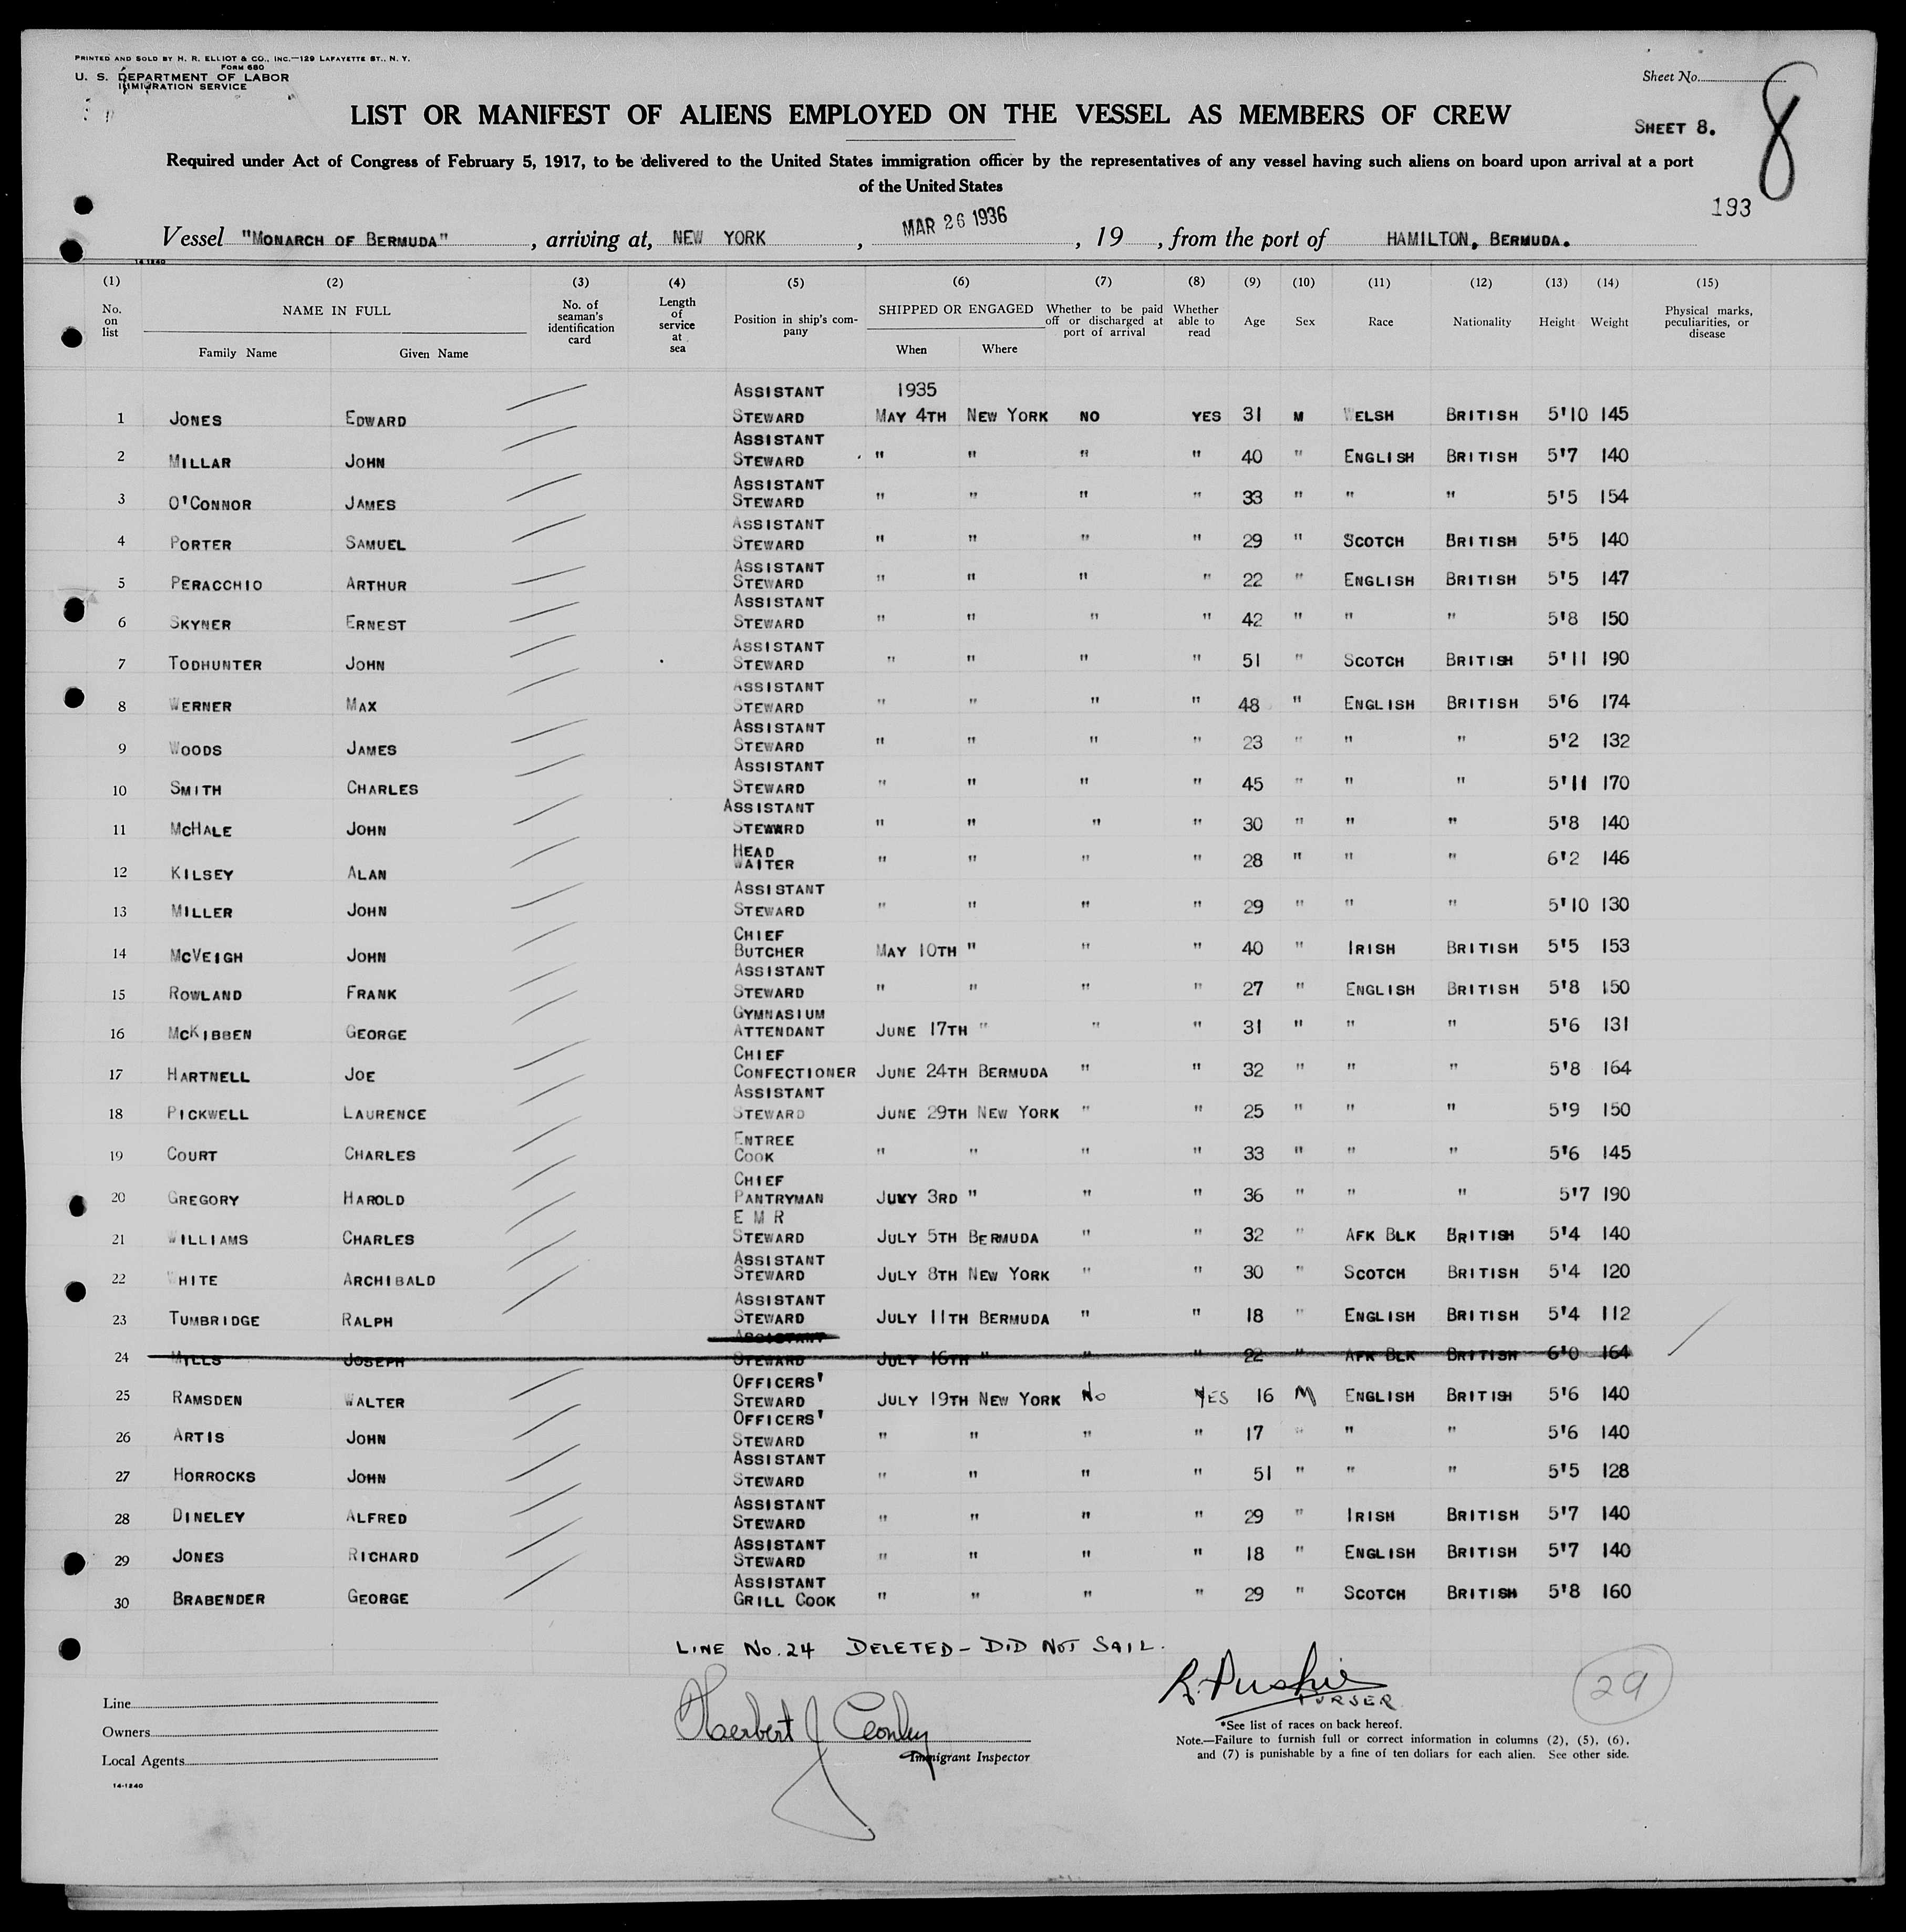 PRINTED AND SOLD BY H. R. ELLIOT & CO., INC.—129 LAFAYETTE ST., N. Y.
FORM 680
U. S. DEPARTMENT OF LABOR
IMMIGRATION SERVICE
Sheet No.
8
LIST OR MANIFEST OF ALIENS EMPLOYED ON THE VESSEL AS MEMBERS OF CREW
SHEET 8.
Required under Act of Congress of February 5, 1917, to be delivered to the United States immigration officer by the representatives of any vessel having such aliens on board upon arrival at a port
of the United States
193
Vessel "MONARCH OF BERMUDA", arriving at, NEW YORK, MAR 26 1936, 19 , from the port of HAMILTON, BERMUDA.
14-1240
(1) (2) (3) (4) (5) (6) (7) (8) (9) (10) (11) (12) (13) (14) (15)
No. on list NAME IN FULL Family Name Given Name No. of seaman's identification card Length of service at sea Position in ship's company SHIPPED OR ENGAGED When Where Whether to be paid off or discharged at port of arrival Whether able to read Age Sex Race Nationality Height Weight Physical marks, peculiarities, or disease
1 JONES EDWARD ASSISTANT STEWARD 1935 MAY 4TH NEW YORK NO YES 31 M WELSH BRITISH 5'10 145
2 MILLAR JOHN ASSISTANT STEWARD " " " " 40 " ENGLISH BRITISH 5'7 140
3 O'CONNOR JAMES ASSISTANT STEWARD " " " " 33 " " " 5'5 154
4 PORTER SAMUEL ASSISTANT STEWARD " " " " 29 " SCOTCH BRITISH 5'5 140
5 PERACCHIO ARTHUR ASSISTANT STEWARD " " " " 22 " ENGLISH BRITISH 5'5 147
6 SKYNER ERNEST ASSISTANT STEWARD " " " " 42 " " " 5'8 150
7 TODHUNTER JOHN ASSISTANT STEWARD " " " " 51 " SCOTCH BRITISH 5'11 190
8 WERNER MAX ASSISTANT STEWARD " " " " 48 " ENGLISH BRITISH 5'6 174
9 WOODS JAMES ASSISTANT STEWARD " " " " 23 " " " 5'2 132
10 SMITH CHARLES ASSISTANT STEWARD " " " " 45 " " " 5'11 170
11 MCHALE JOHN ASSISTANT STEWARD " " " " 30 " " " 5'8 140
12 KILSEY ALAN HEAD WAITER " " " " 28 " " " 6'2 146
13 MILLER JOHN ASSISTANT STEWARD " " " " 29 " " " 5'10 130
14 MCVEIGH JOHN CHIEF BUTCHER MAY 10TH " " " 40 " IRISH BRITISH 5'5 153
15 ROWLAND FRANK ASSISTANT STEWARD " " " " 27 " ENGLISH BRITISH 5'8 150
16 MCKIBBEN GEORGE GYMNASIUM ATTENDANT JUNE 17TH " " " 31 " " " 5'6 131
17 HARTNELL JOE CHIEF CONFECTIONER JUNE 24TH BERMUDA " " 32 " " " 5'8 164
18 PICKWELL LAURENCE ASSISTANT STEWARD JUNE 29TH NEW YORK " " 25 " " " 5'9 150
19 COURT CHARLES ENTREE COOK " " " " 33 " " " 5'6 145
20 GREGORY HAROLD CHIEF PANTRYMAN JULY 3RD " " " 36 " " " 5'7 190
21 WILLIAMS CHARLES E M R STEWARD JULY 5TH BERMUDA " " 32 " AFK BLK BRITISH 5'4 140
22 WHITE ARCHIBALD ASSISTANT STEWARD JULY 8TH NEW YORK " " 30 " SCOTCH BRITISH 5'4 120
23 TUMBRIDGE RALPH ASSISTANT STEWARD JULY 11TH BERMUDA " " 18 " ENGLISH BRITISH 5'4 112
24 MILLS JOSEPH ASSISTANT STEWARD JULY 16TH " " " 22 " AFK BLK BRITISH 6'0 164
25 RAMSDEN WALTER OFFICERS' STEWARD JULY 19TH NEW YORK No YES 16 M ENGLISH BRITISH 5'6 140
26 ARTIS JOHN OFFICERS' STEWARD " " " " 17 " " " 5'6 140
27 HORROCKS JOHN ASSISTANT STEWARD " " " " 51 " " " 5'5 128
28 DINELEY ALFRED ASSISTANT STEWARD " " " " 29 " IRISH BRITISH 5'7 140
29 JONES RICHARD ASSISTANT STEWARD " " " " 18 " ENGLISH BRITISH 5'7 140
30 BRABENDER GEORGE ASSISTANT GRILL COOK " " " " 29 " SCOTCH BRITISH 5'8 160
LINE No. 24 DELETED - DID NOT SAIL.
29
PURSER
Line
Owners
Local Agents
14-1240
Herbert J
Immigrant Inspector
*See list of races on back hereof.
Note.—Failure to furnish full or correct information in columns (2), (5), (6),
and (7) is punishable by a fine of ten dollars for each alien. See other side.